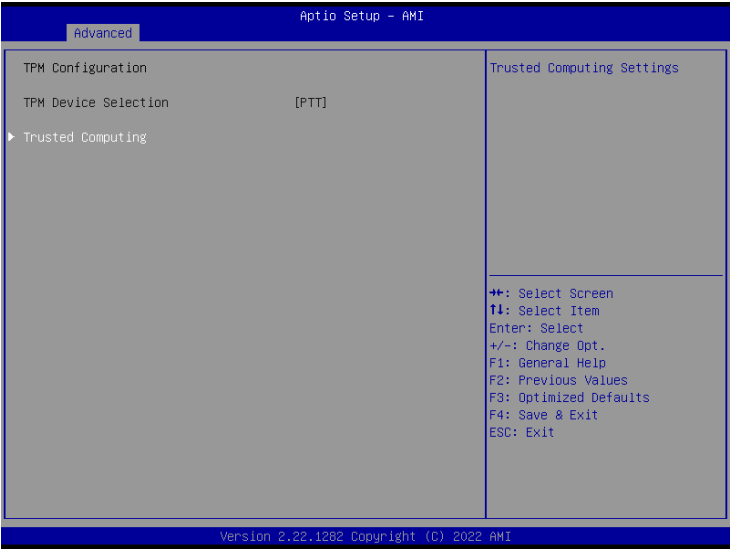 Aptio Setup – AMI
Advanced
TPM Configuration
TPM Device Selection [PTT]
Trusted Computing
Trusted Computing Settings
→←: Select Screen
↑↓: Select Item
Enter: Select
+/-: Change Opt.
F1: General Help
F2: Previous Values
F3: Optimized Defaults
F4: Save & Exit
ESC: Exit
Version 2.22.1282 Copyright (C) 2022 AMI